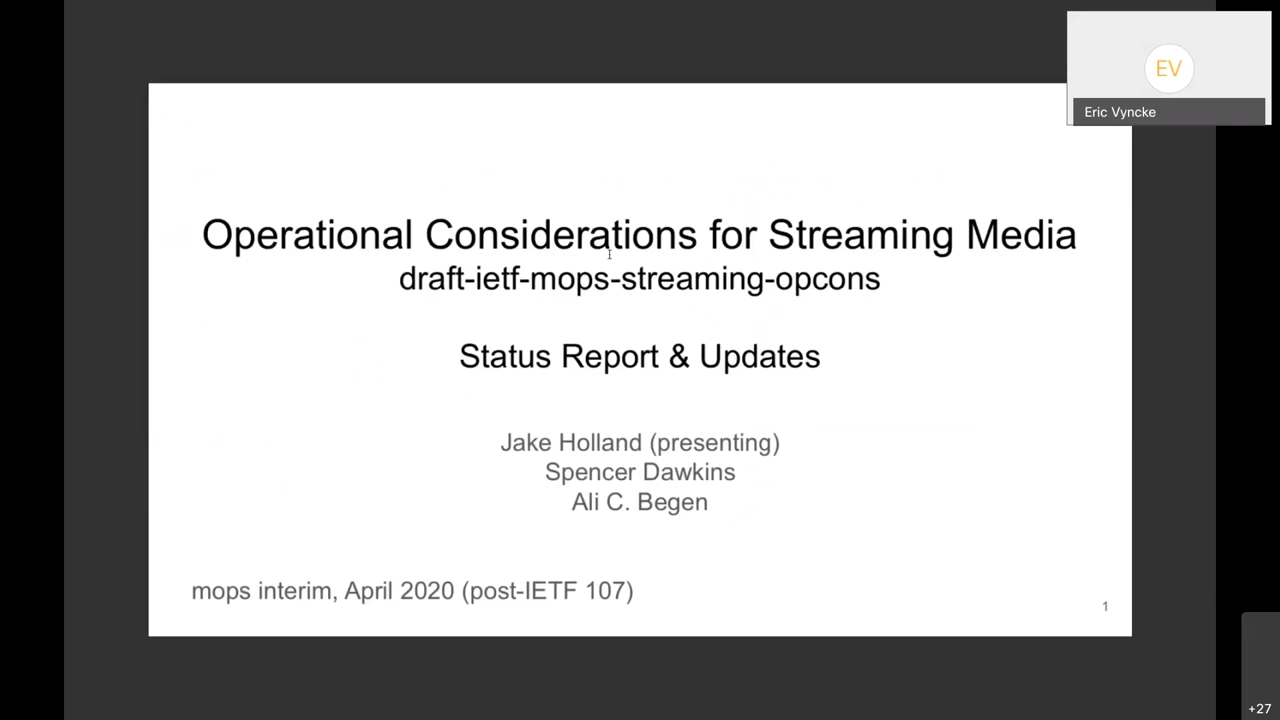 EV
Eric Vyncke
Operational Considerations for Streaming Media
draft-ietf-mops-streaming-opcons
Status Report & Updates
Jake Holland (presenting)
Spencer Dawkins
Ali C. Begen
mops interim, April 2020 (post-IETF 107)
1
+27